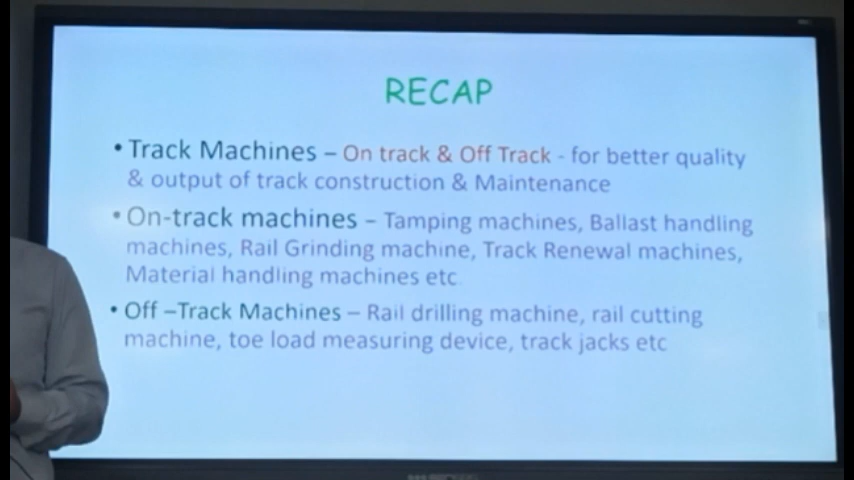 RECAP
• Track Machines – On track & Off Track - for better quality
& output of track construction & Maintenance
• On-track machines – Tamping machines, Ballast handling
machines, Rail Grinding machine, Track Renewal machines,
Material handling machines etc
• Off –Track Machines – Rail drilling machine, rail cutting
machine, toe load measuring device, track jacks etc